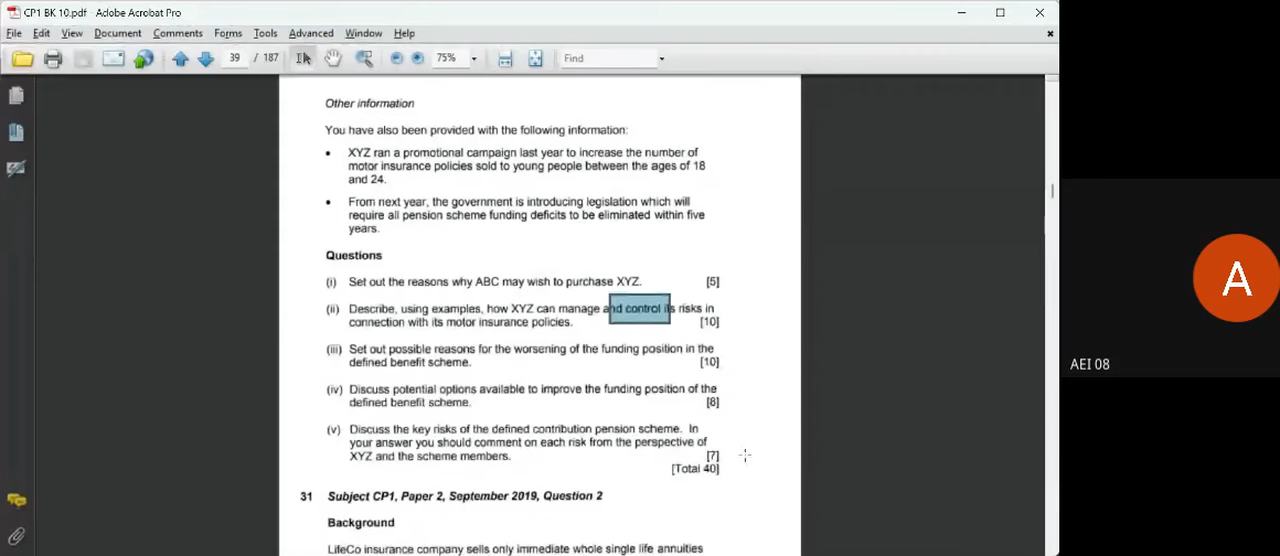 CP1 BK 10.pdf - Adobe Acrobat Pro
File Edit View Document Comments Forms Tools Advanced Window Help
39 / 187 75% Find
Other information
You have also been provided with the following information:
• XYZ ran a promotional campaign last year to increase the number of
motor insurance policies sold to young people between the ages of 18
and 24.
• From next year, the government is introducing legislation which will
require all pension scheme funding deficits to be eliminated within five
years.
Questions
(i) Set out the reasons why ABC may wish to purchase XYZ. [5]
(ii) Describe, using examples, how XYZ can manage and control its risks in
connection with its motor insurance policies. [10]
(iii) Set out possible reasons for the worsening of the funding position in the
defined benefit scheme. [10]
(iv) Discuss potential options available to improve the funding position of the
defined benefit scheme. [8]
(v) Discuss the key risks of the defined contribution pension scheme. In
your answer you should comment on each risk from the perspective of
XYZ and the scheme members. [7]
[Total 40]
31 Subject CP1, Paper 2, September 2019, Question 2
Background
LifeCo insurance company sells only immediate whole single life annuities
A
AEI 08